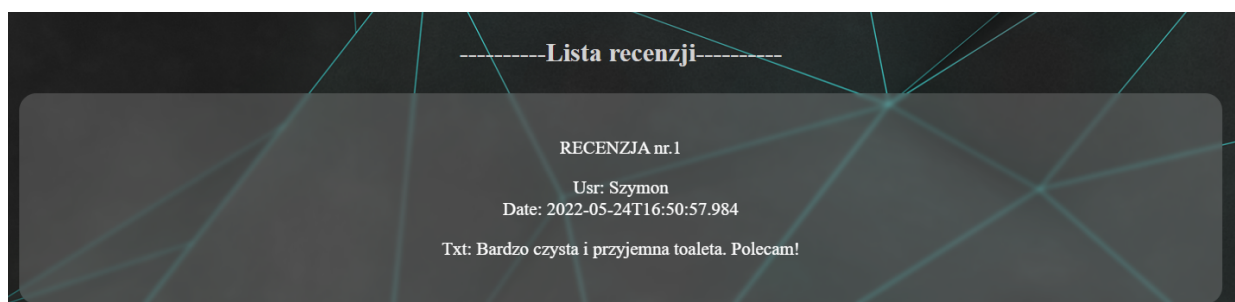 ----------Lista recenzji----------
RECENZJA nr.1
Usr: Szymon
Date: 2022-05-24T16:50:57.984
Txt: Bardzo czysta i przyjemna toaleta. Polecam!